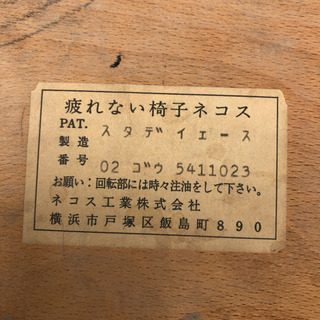 疲れない椅子ネコス
PAT. スタデイエース
製造
番号 02 ゴウ 5411023
お願い：回転部には時々注油をして下さい。
ネコス工業株式会社
横浜市戸塚区飯島町890